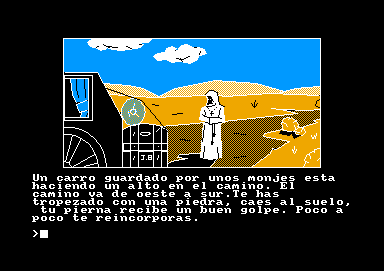 J.B
Un carro guardado por unos monjes esta
haciendo un alto en el camino. El
camino va de oeste a sur.Te has
tropezado con una piedra, caes al suelo,
tu pierna recibe un buen golpe. Poco a
poco te reincorporas.
>